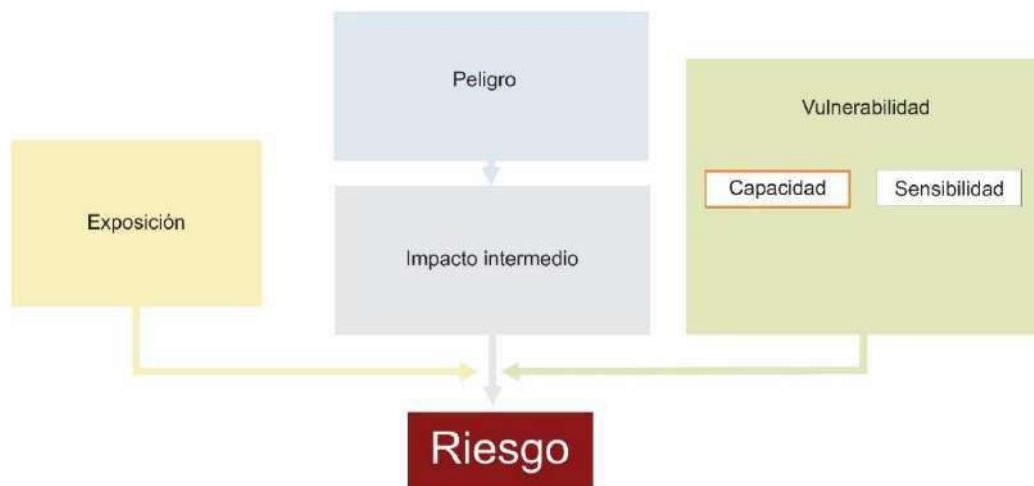 Peligro
Vulnerabilidad
Capacidad
Sensibilidad
Exposición
Impacto intermedio
Riesgo